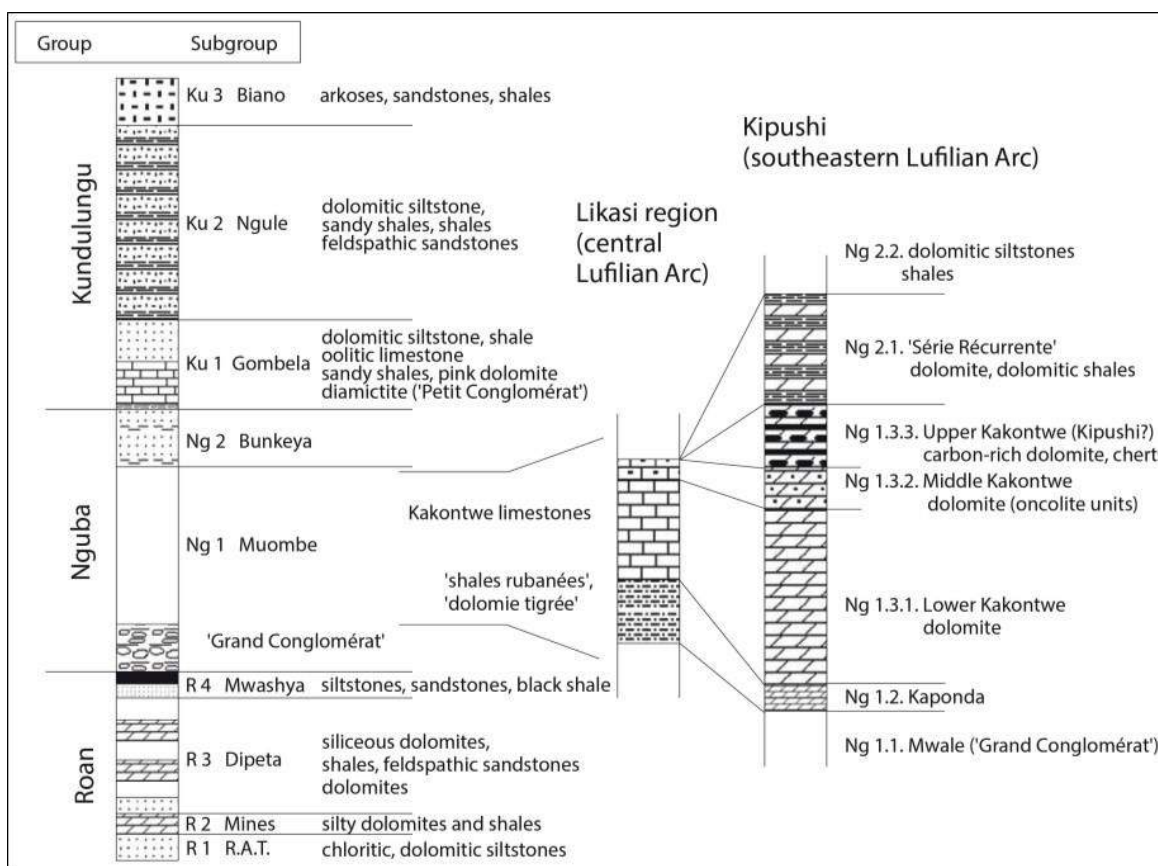 Group Subgroup
Kundulungu
Ku 3 Biano arkoses, sandstones, shales
Ku 2 Ngule dolomitic siltstone,
sandy shales, shales
feldspathic sandstones
Ku 1 Gombela dolomitic siltstone, shale
oolitic limestone
sandy shales, pink dolomite
diamictite ('Petit Conglomérat')
Nguba
Ng 2 Bunkeya
Ng 1 Muombe
'Grand Conglomérat'
Roan
R 4 Mwashya siltstones, sandstones, black shale
R 3 Dipeta siliceous dolomites,
shales, feldspathic sandstones
dolomites
R 2 Mines silty dolomites and shales
R 1 R.A.T. chloritic, dolomitic siltstones
Likasi region
(central
Lufilian Arc)
Kakontwe limestones
'shales rubanées',
'dolomie tigrée'
Kipushi
(southeastern Lufilian Arc)
Ng 2.2. dolomitic siltstones
shales
Ng 2.1. 'Série Récurrente'
dolomite, dolomitic shales
Ng 1.3.3. Upper Kakontwe (Kipushi?)
carbon-rich dolomite, chert
Ng 1.3.2. Middle Kakontwe
dolomite (oncolite units)
Ng 1.3.1. Lower Kakontwe
dolomite
Ng 1.2. Kaponda
Ng 1.1. Mwale ('Grand Conglomérat')